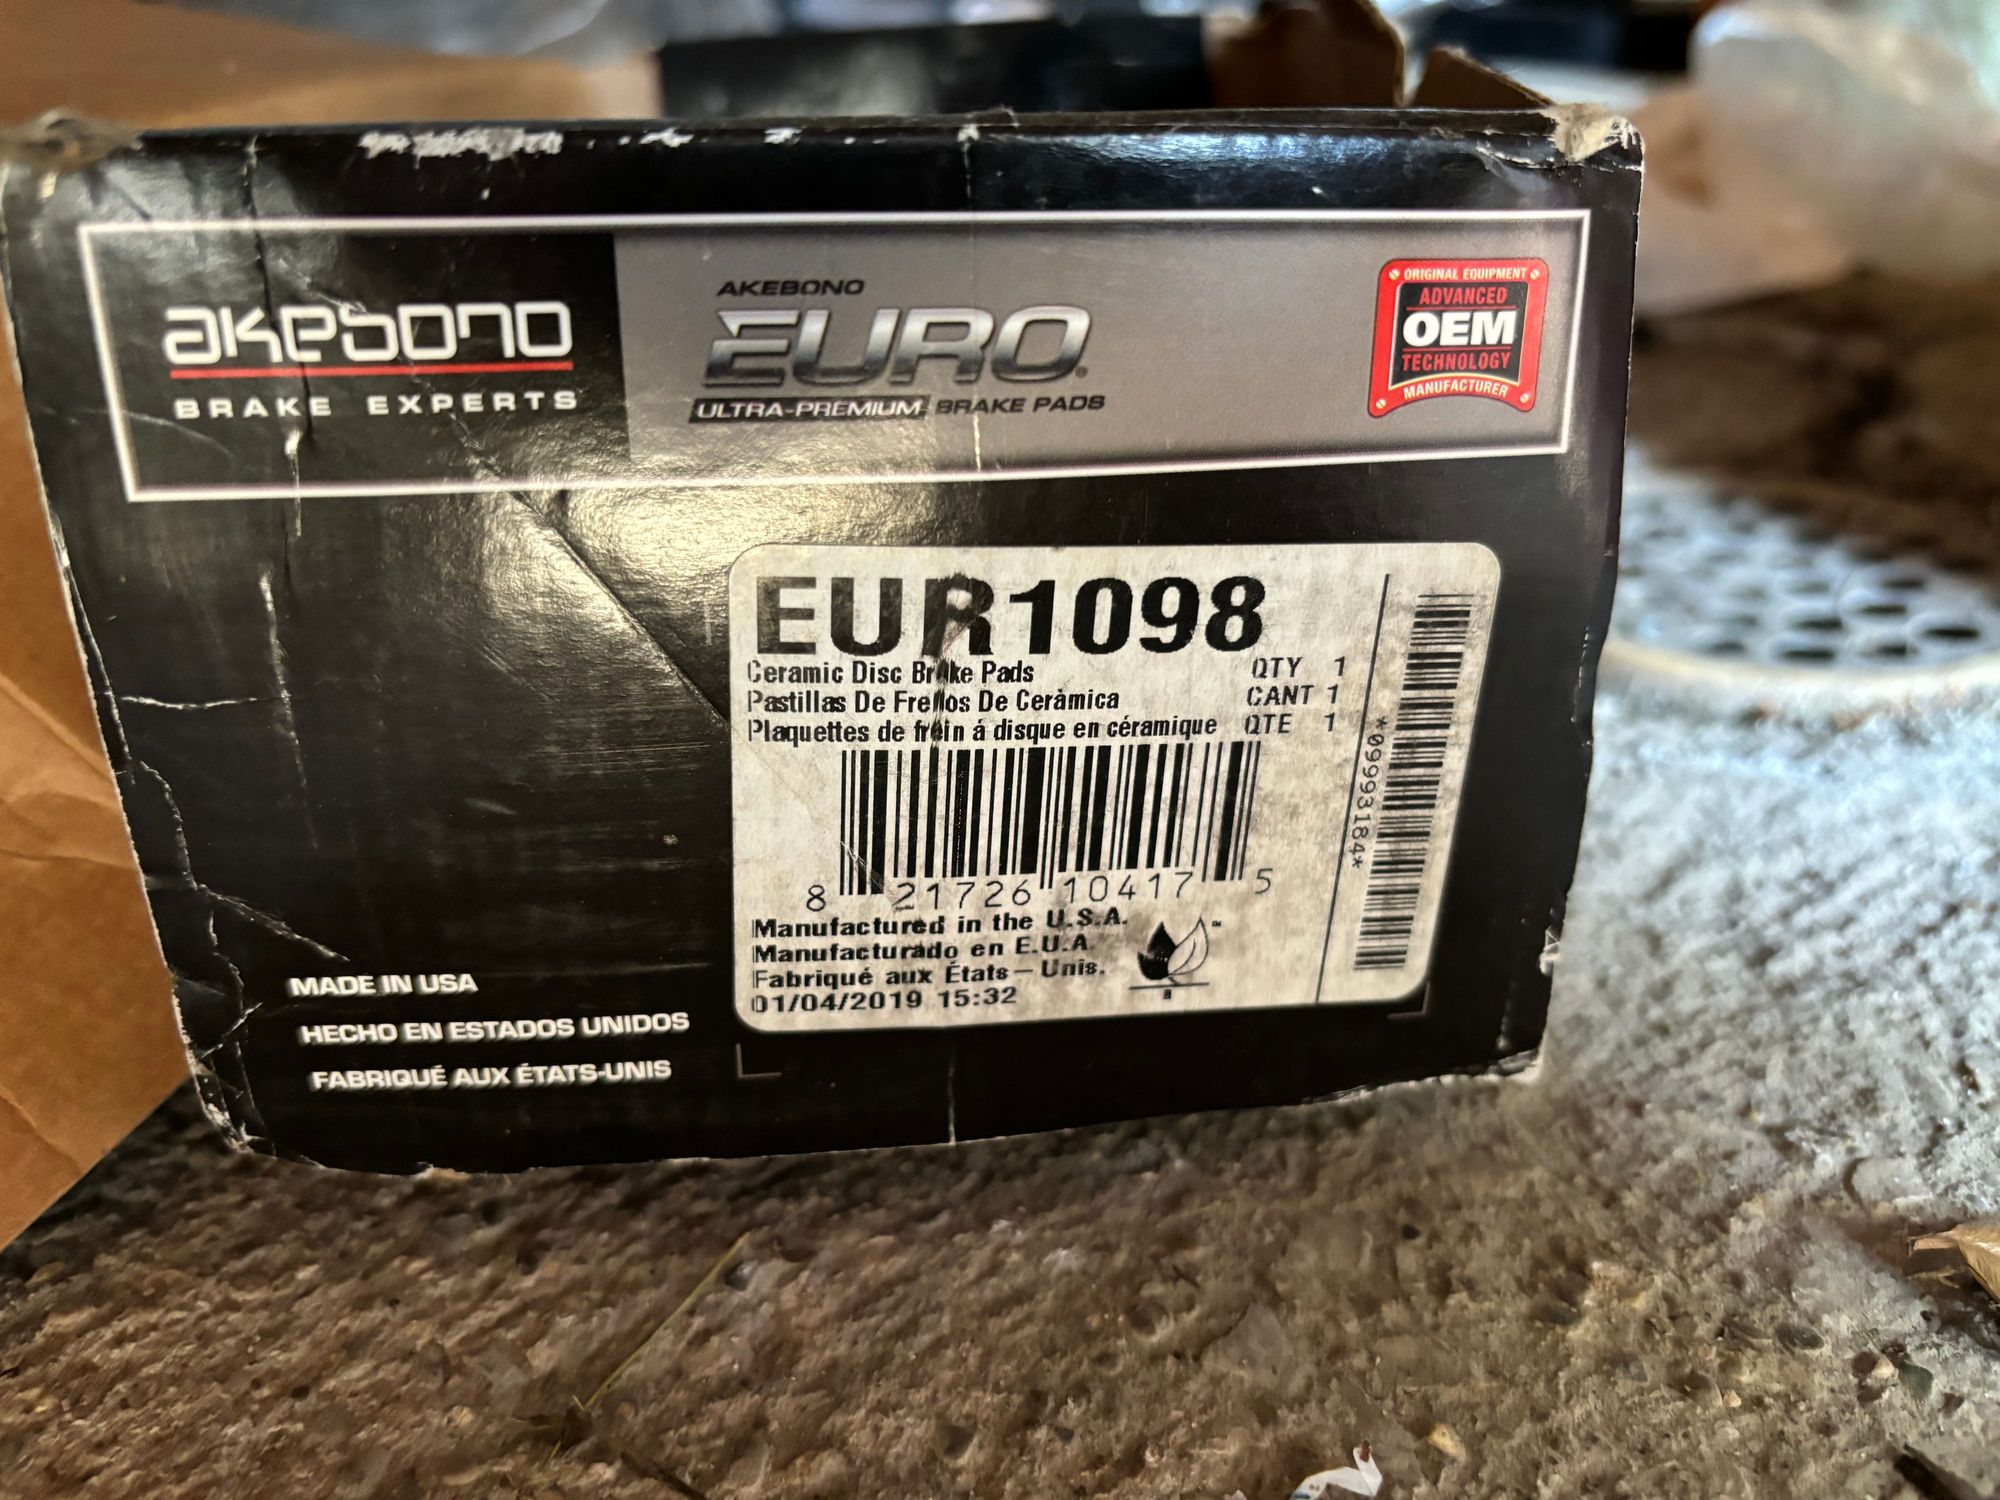 akebono
BRAKE EXPERTS
AKEBONO
EURO®
ULTRA-PREMIUM BRAKE PADS
ORIGINAL EQUIPMENT
ADVANCED
OEM
TECHNOLOGY
MANUFACTURER
EUR1098
Ceramic Disc Brake Pads QTY 1
Pastillas De Frenos De Cerámica CANT 1
Plaquettes de frein á disque en céramique QTE 1
8 21726 10417 5
*09993184*
Manufactured in the U.S.A.
Manufacturado en E.U.A.
Fabriqué aux États – Unis.
01/04/2019 15:32
MADE IN USA
HECHO EN ESTADOS UNIDOS
FABRIQUÉ AUX ÉTATS-UNIS